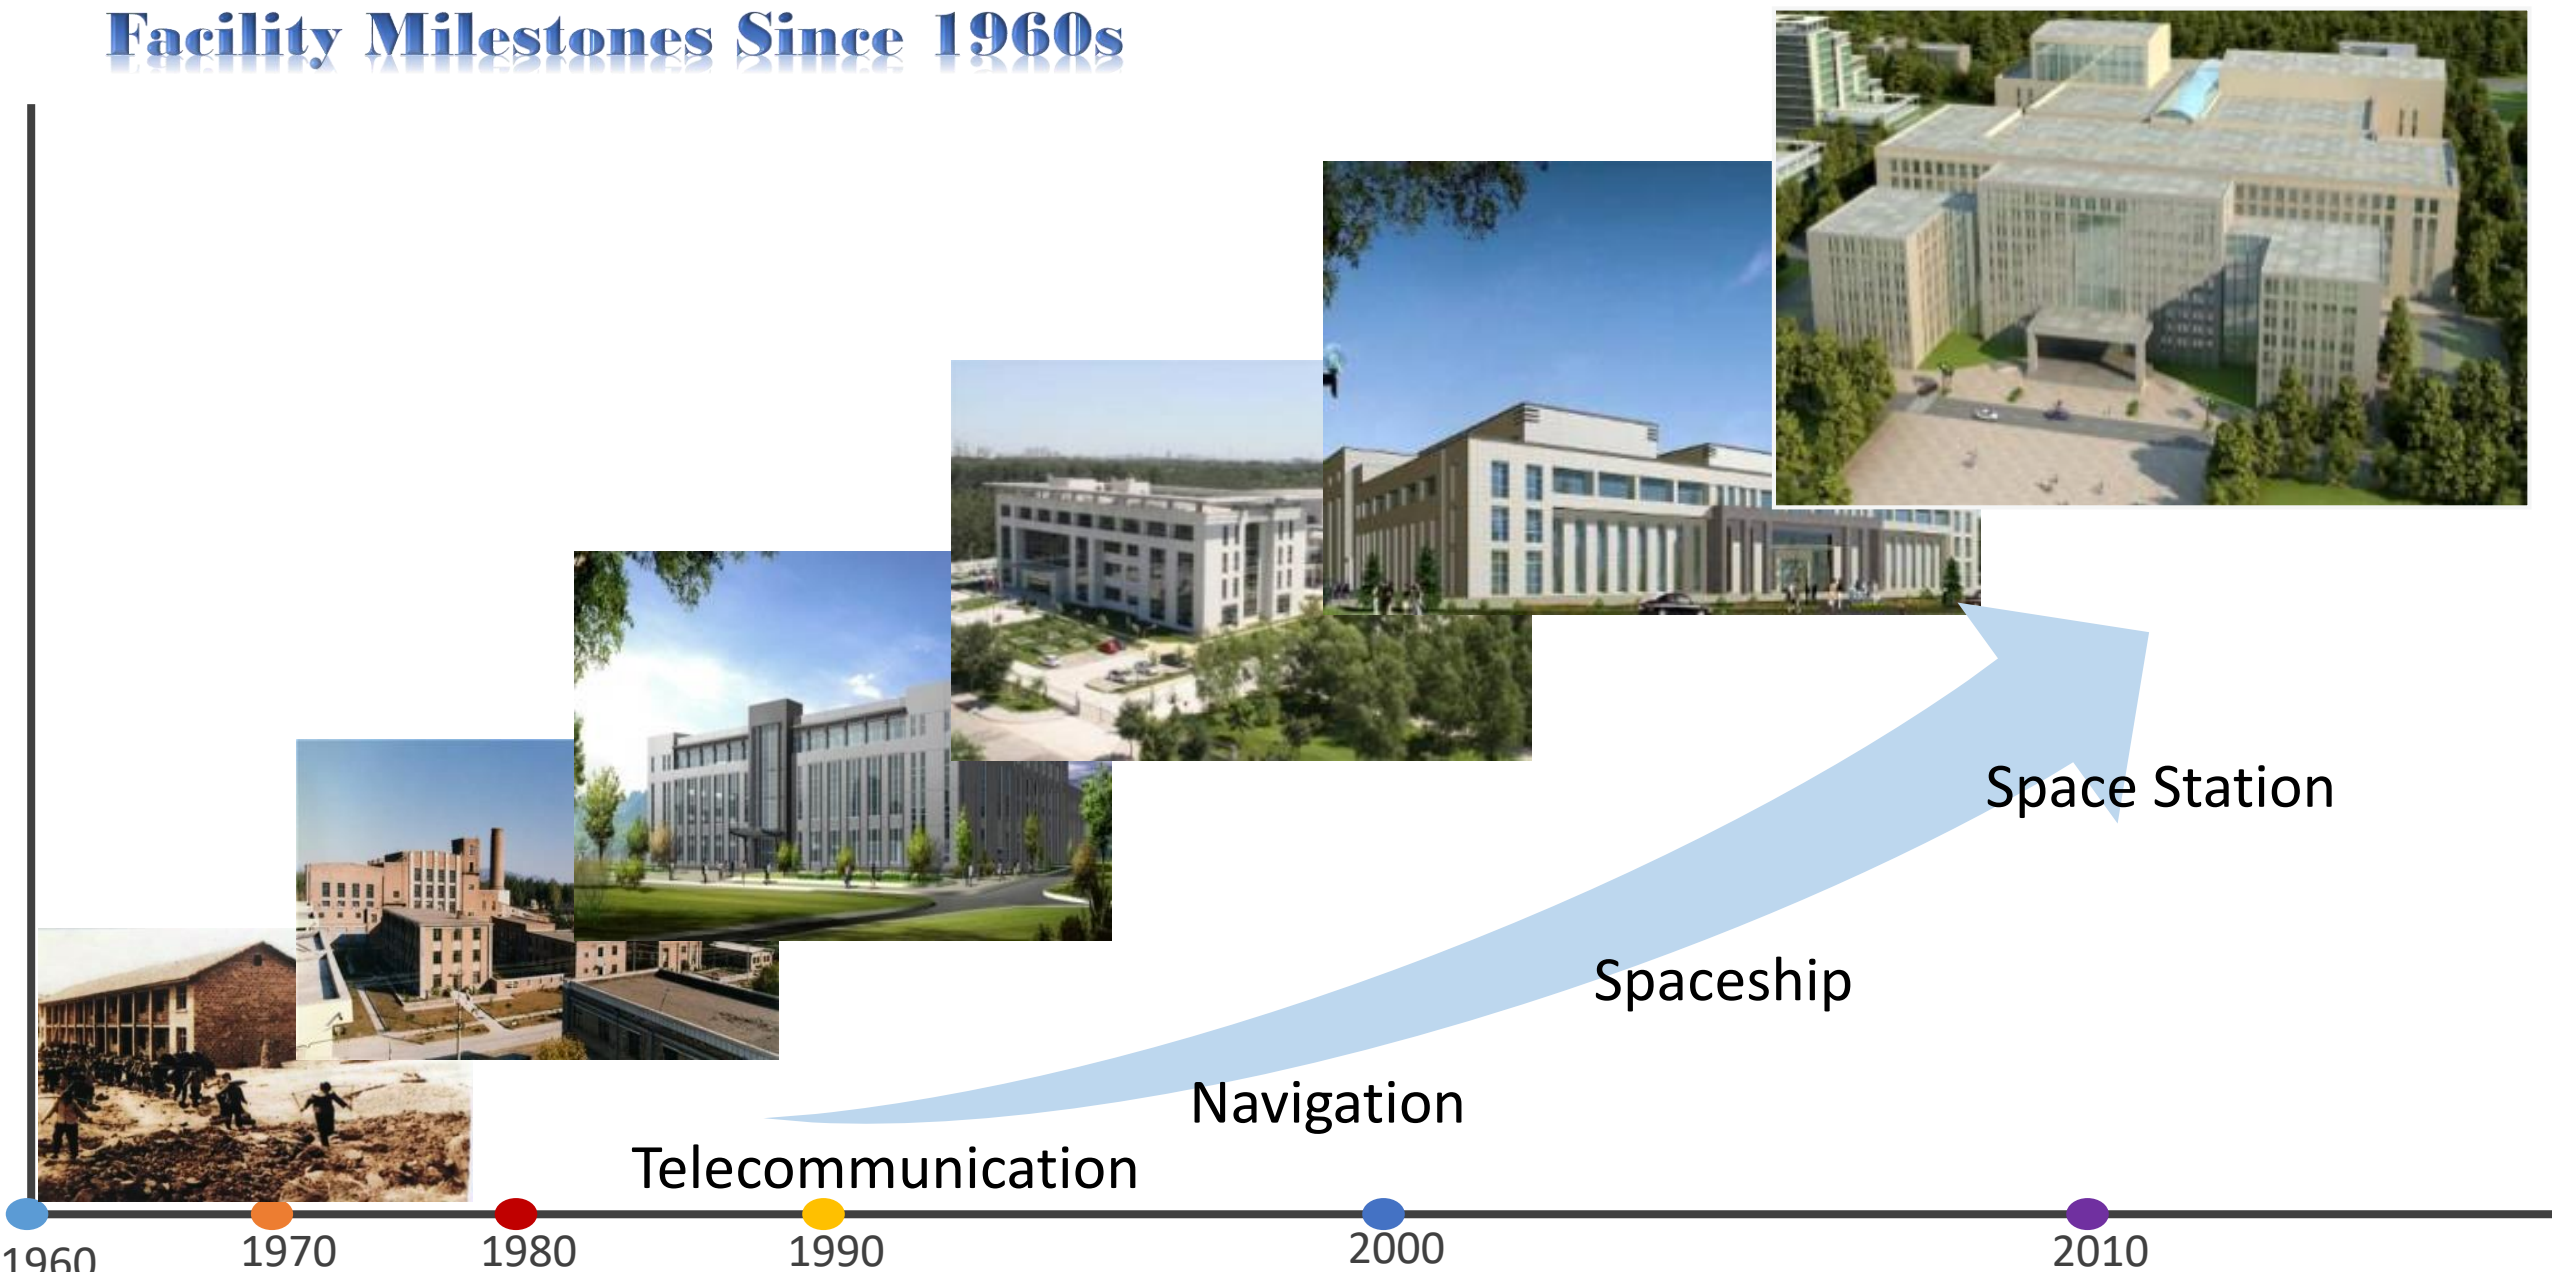 Facility Milestones Since 1960s
Space Station
Spaceship
Navigation
Telecommunication
1960
1970
1980
1990
2000
2010